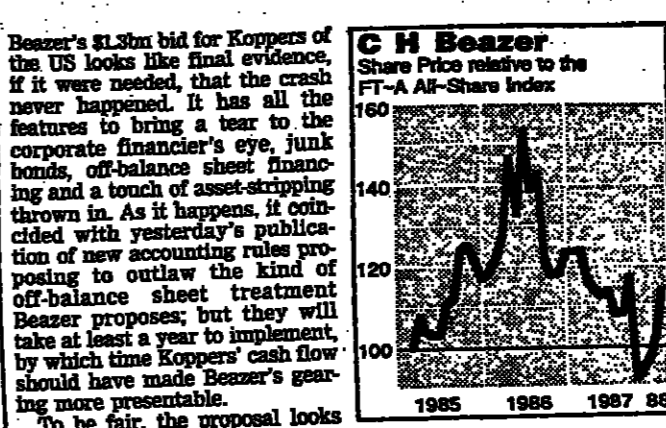 Beazer's $1.3bn bid for Koppers of
the US looks like final evidence,
if it were needed, that the crash
never happened. It has all the
features to bring a tear to the
corporate financier's eye, junk
bonds, off-balance sheet financ-
ing and a touch of asset-stripping
thrown in. As it happens, it coin-
cided with yesterday's publica-
tion of new accounting rules pro-
posing to outlaw the kind of
off-balance sheet treatment
Beazer proposes; but they will
take at least a year to implement,
by which time Koppers' cash flow
should have made Beazer's gear-
ing more presentable.
To be fair, the proposal looks
C H Beazer
Share Price relative to the
FT-A All-Share Index
160
140
120
100
1985 1986 1987 88